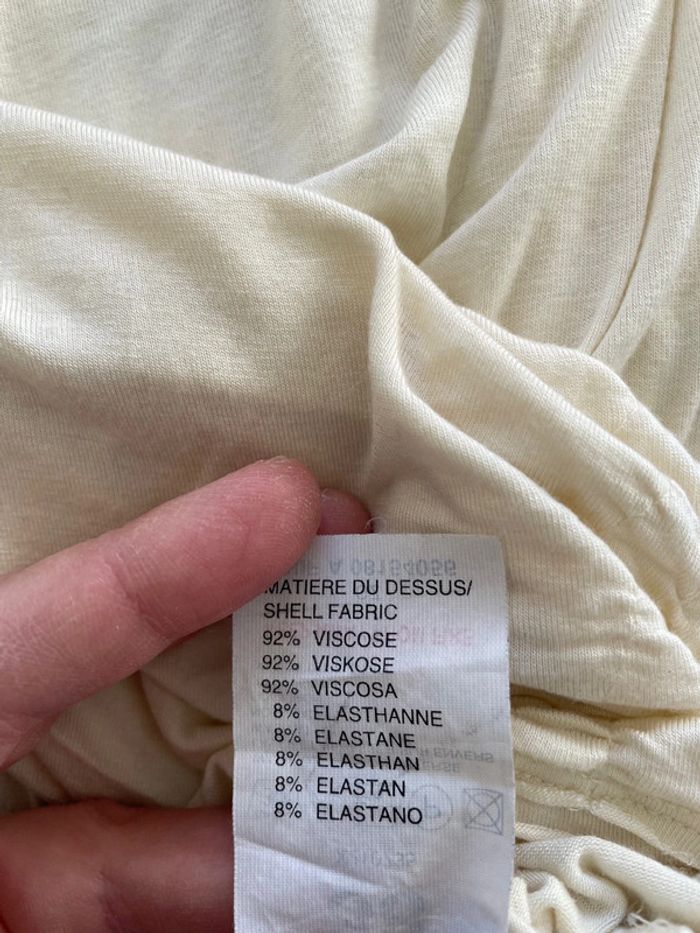 MATIERE DU DESSUS/
SHELL FABRIC
92% VISCOSE
92% VISKOSE
92% VISCOSA
8% ELASTHANNE
8% ELASTANE
8% ELASTHAN
8% ELASTAN
8% ELASTANO